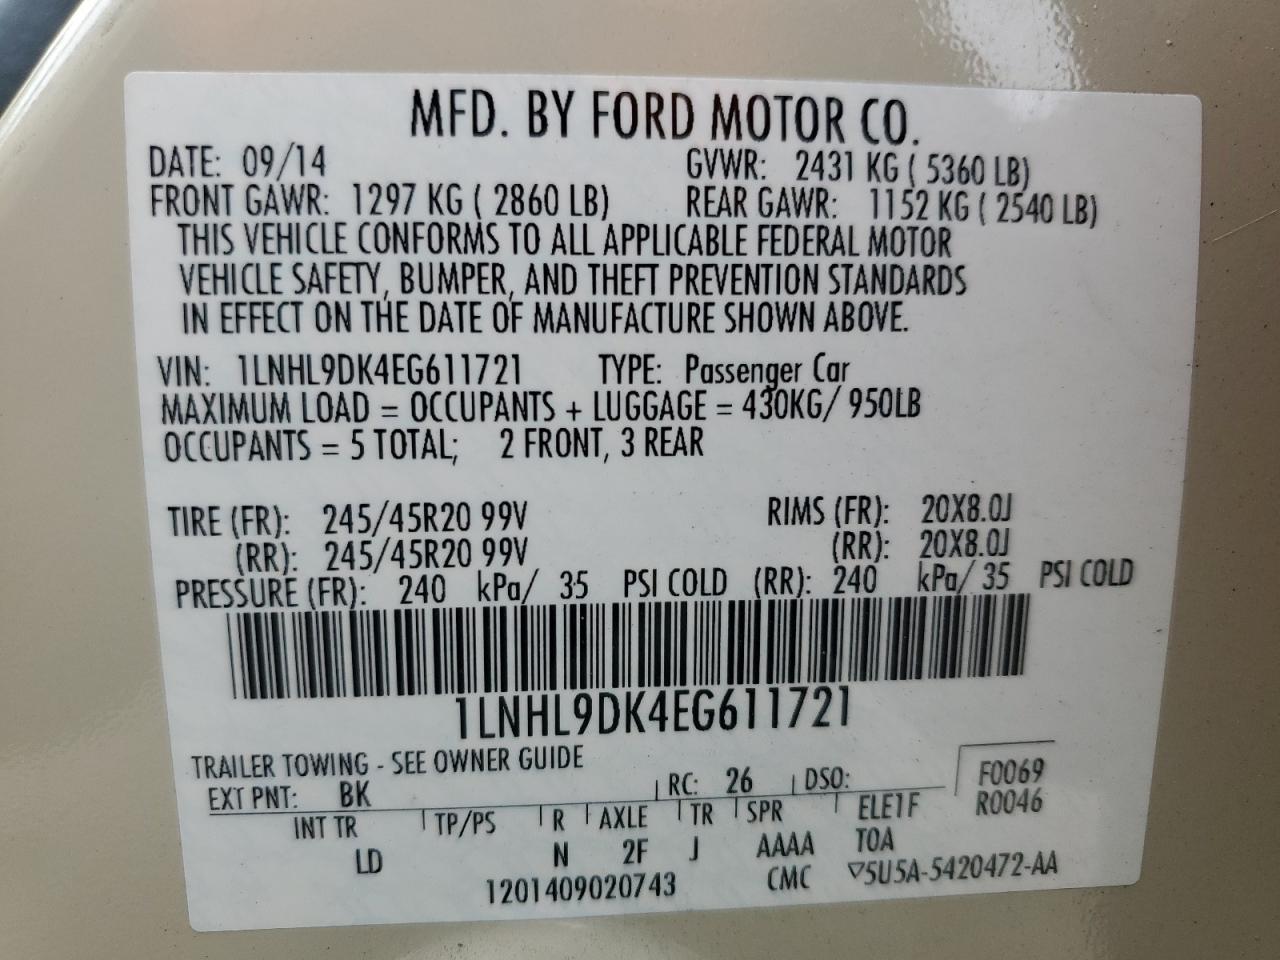 MFD. BY FORD MOTOR CO.
DATE: 09/14 GVWR: 2431 KG ( 5360 LB)
FRONT GAWR: 1297 KG ( 2860 LB) REAR GAWR: 1152 KG ( 2540 LB)
THIS VEHICLE CONFORMS TO ALL APPLICABLE FEDERAL MOTOR
VEHICLE SAFETY, BUMPER, AND THEFT PREVENTION STANDARDS
IN EFFECT ON THE DATE OF MANUFACTURE SHOWN ABOVE.
VIN: 1LNHL9DK4EG611721 TYPE: Passenger Car
MAXIMUM LOAD = OCCUPANTS + LUGGAGE = 430KG/ 950LB
OCCUPANTS = 5 TOTAL; 2 FRONT, 3 REAR
TIRE (FR): 245/45R20 99V RIMS (FR): 20X8.0J
(RR): 245/45R20 99V (RR): 20X8.0J
PRESSURE (FR): 240 kPa/ 35 PSI COLD (RR): 240 kPa/ 35 PSI COLD
1LNHL9DK4EG611721
TRAILER TOWING - SEE OWNER GUIDE
EXT PNT: BK RC: 26 DSO: F0069
INT TR TP/PS R AXLE TR SPR ELE1F R0046
LD N 2F J AAAA TOA
1201409020743 CMC ▽5U5A-5420472-AA